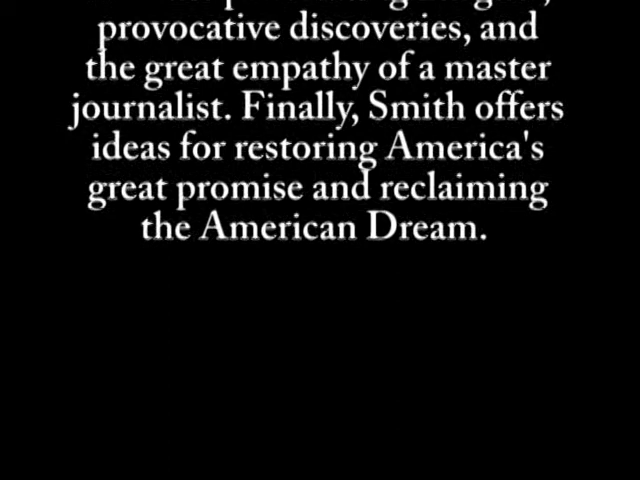 provocative discoveries, and
the great empathy of a master
journalist. Finally, Smith offers
ideas for restoring America's
great promise and reclaiming
the American Dream.